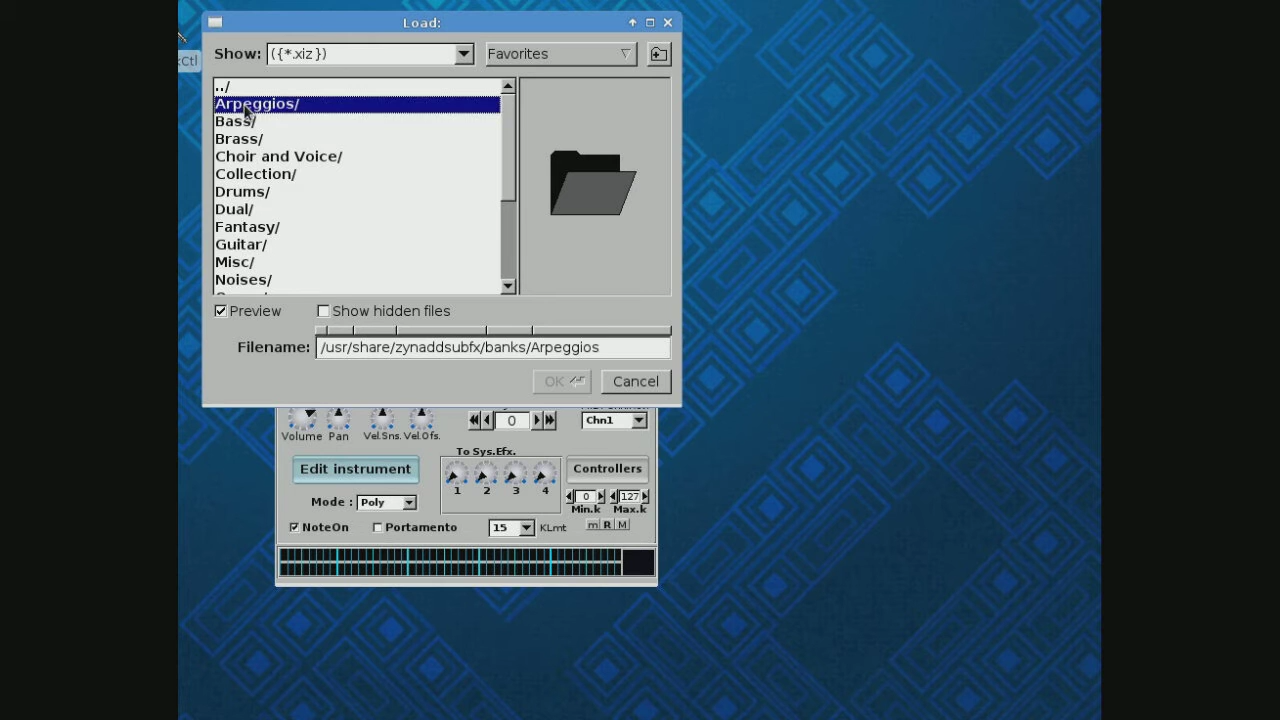 Load:
Show: ({*.xiz})
Favorites
../
Arpeggios/
Bass/
Brass/
Choir and Voice/
Collection/
Drums/
Dual/
Fantasy/
Guitar/
Misc/
Noises/
Preview
Show hidden files
Filename: /usr/share/zynaddsubfx/banks/Arpeggios
OK
Cancel
0
Chn1
Volume Pan Vel.Sns. Vel.Ofs.
To Sys.Efx.
Edit instrument
Controllers
1 2 3 4
Mode : Poly
0 127
Min.k Max.k
NoteOn Portamento 15 KLmt
m R M